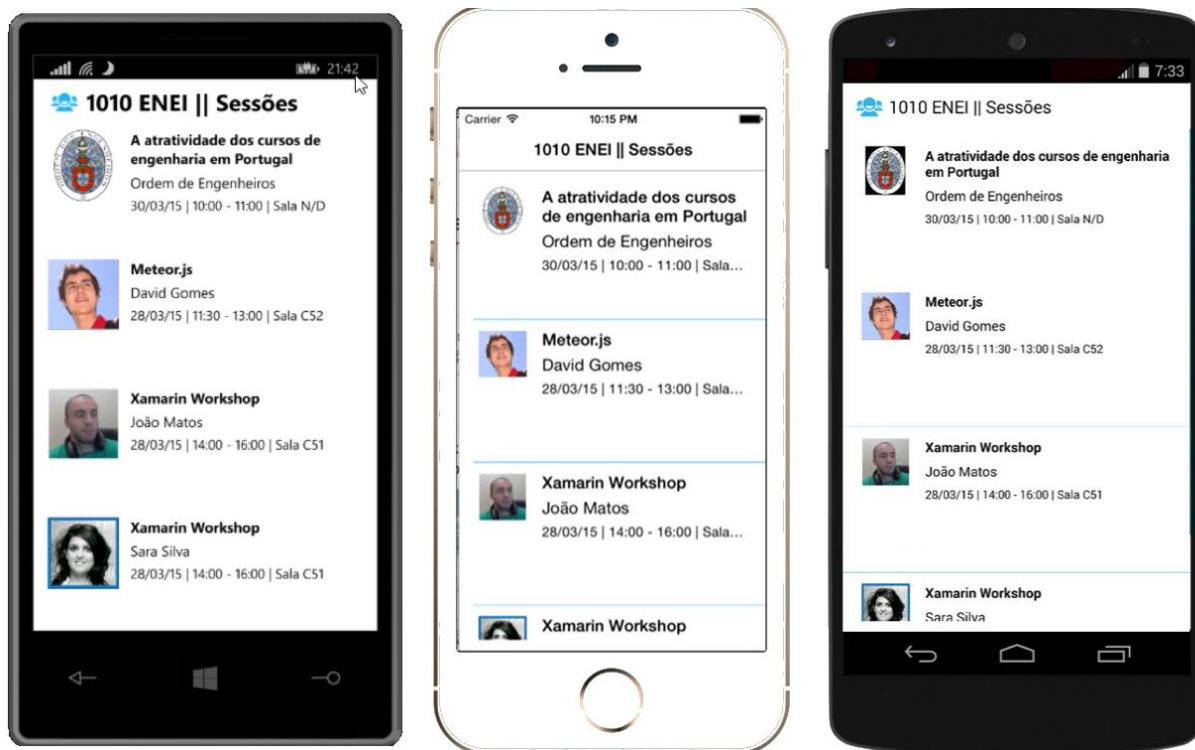 21:42
1010 ENEI || Sessões
A atratividade dos cursos de
engenharia em Portugal
Ordem de Engenheiros
30/03/15 | 10:00 - 11:00 | Sala N/D
Meteor.js
David Gomes
28/03/15 | 11:30 - 13:00 | Sala C52
Xamarin Workshop
João Matos
28/03/15 | 14:00 - 16:00 | Sala C51
Xamarin Workshop
Sara Silva
28/03/15 | 14:00 - 16:00 | Sala C51
Carrier 10:15 PM
1010 ENEI || Sessões
A atratividade dos cursos
de engenharia em Portugal
Ordem de Engenheiros
30/03/15 | 10:00 - 11:00 | Sala...
Meteor.js
David Gomes
28/03/15 | 11:30 - 13:00 | Sala...
Xamarin Workshop
João Matos
28/03/15 | 14:00 - 16:00 | Sala...
Xamarin Workshop
7:33
1010 ENEI || Sessões
A atratividade dos cursos de engenharia
em Portugal
Ordem de Engenheiros
30/03/15 | 10:00 - 11:00 | Sala N/D
Meteor.js
David Gomes
28/03/15 | 11:30 - 13:00 | Sala C52
Xamarin Workshop
João Matos
28/03/15 | 14:00 - 16:00 | Sala C51
Xamarin Workshop
Sara Silva